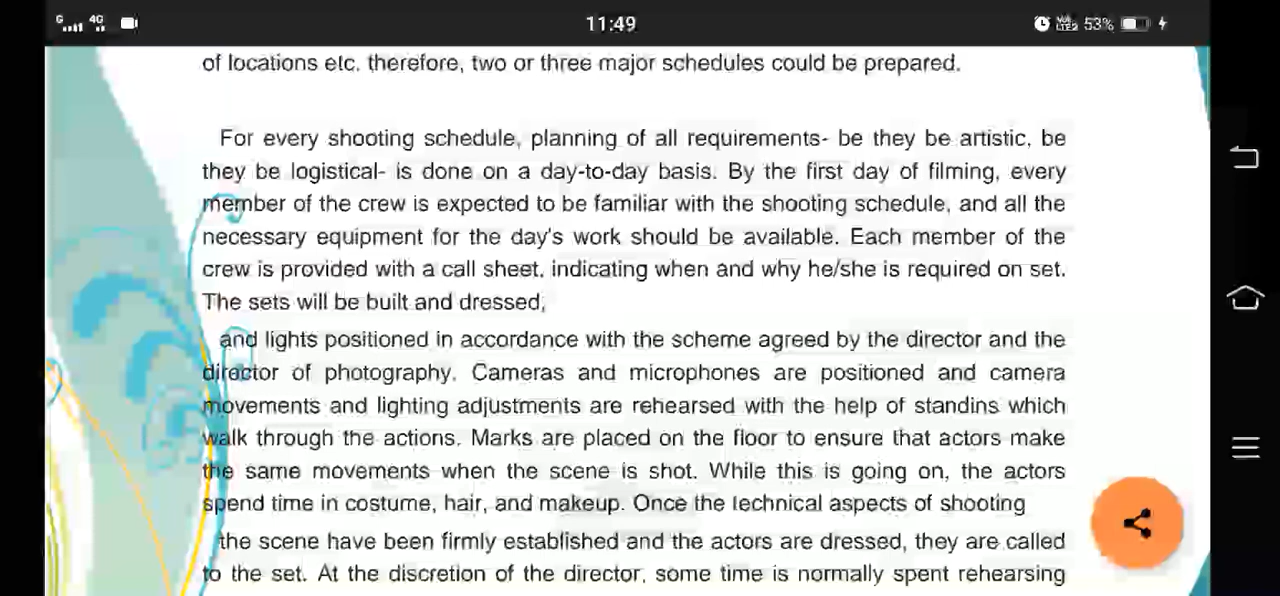 G 4G 11:49 VoLTE2 53%
of locations etc. therefore, two or three major schedules could be prepared.
For every shooting schedule, planning of all requirements- be they be artistic, be
they be logistical- is done on a day-to-day basis. By the first day of filming, every
member of the crew is expected to be familiar with the shooting schedule, and all the
necessary equipment for the day's work should be available. Each member of the
crew is provided with a call sheet, indicating when and why he/she is required on set.
The sets will be built and dressed,
and lights positioned in accordance with the scheme agreed by the director and the
director of photography. Cameras and microphones are positioned and camera
movements and lighting adjustments are rehearsed with the help of standins which
walk through the actions. Marks are placed on the floor to ensure that actors make
the same movements when the scene is shot. While this is going on, the actors
spend time in costume, hair, and makeup. Once the technical aspects of shooting
the scene have been firmly established and the actors are dressed, they are called
to the set. At the discretion of the director, some time is normally spent rehearsing